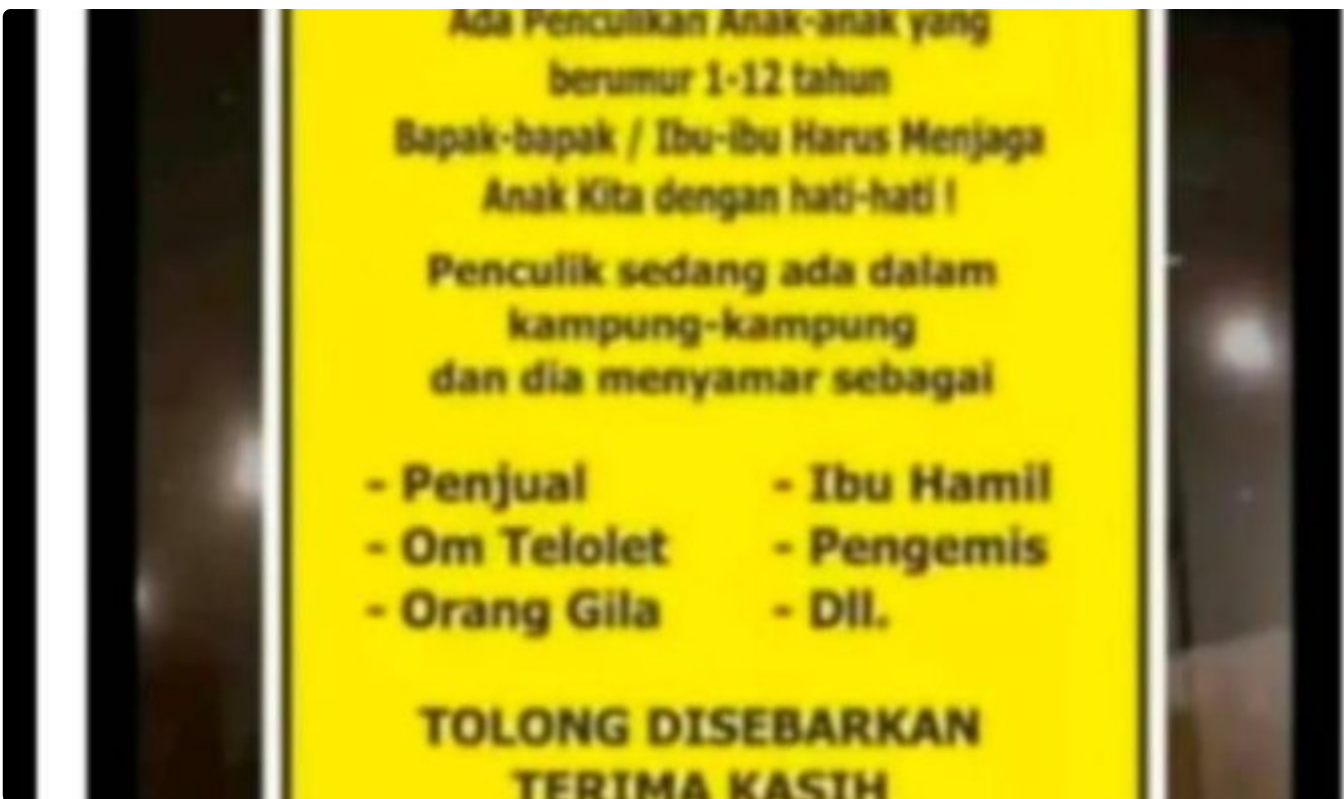 Ada Penculikan Anak-anak yang
berumur 1-12 tahun
Bapak-bapak / Ibu-ibu Harus Menjaga
Anak Kita dengan hati-hati !
Penculik sedang ada dalam
kampung-kampung
dan dia menyamar sebagai
- Penjual - Ibu Hamil
- Om Telolet - Pengemis
- Orang Gila - Dll.
TOLONG DISEBARKAN
TERIMA KASIH